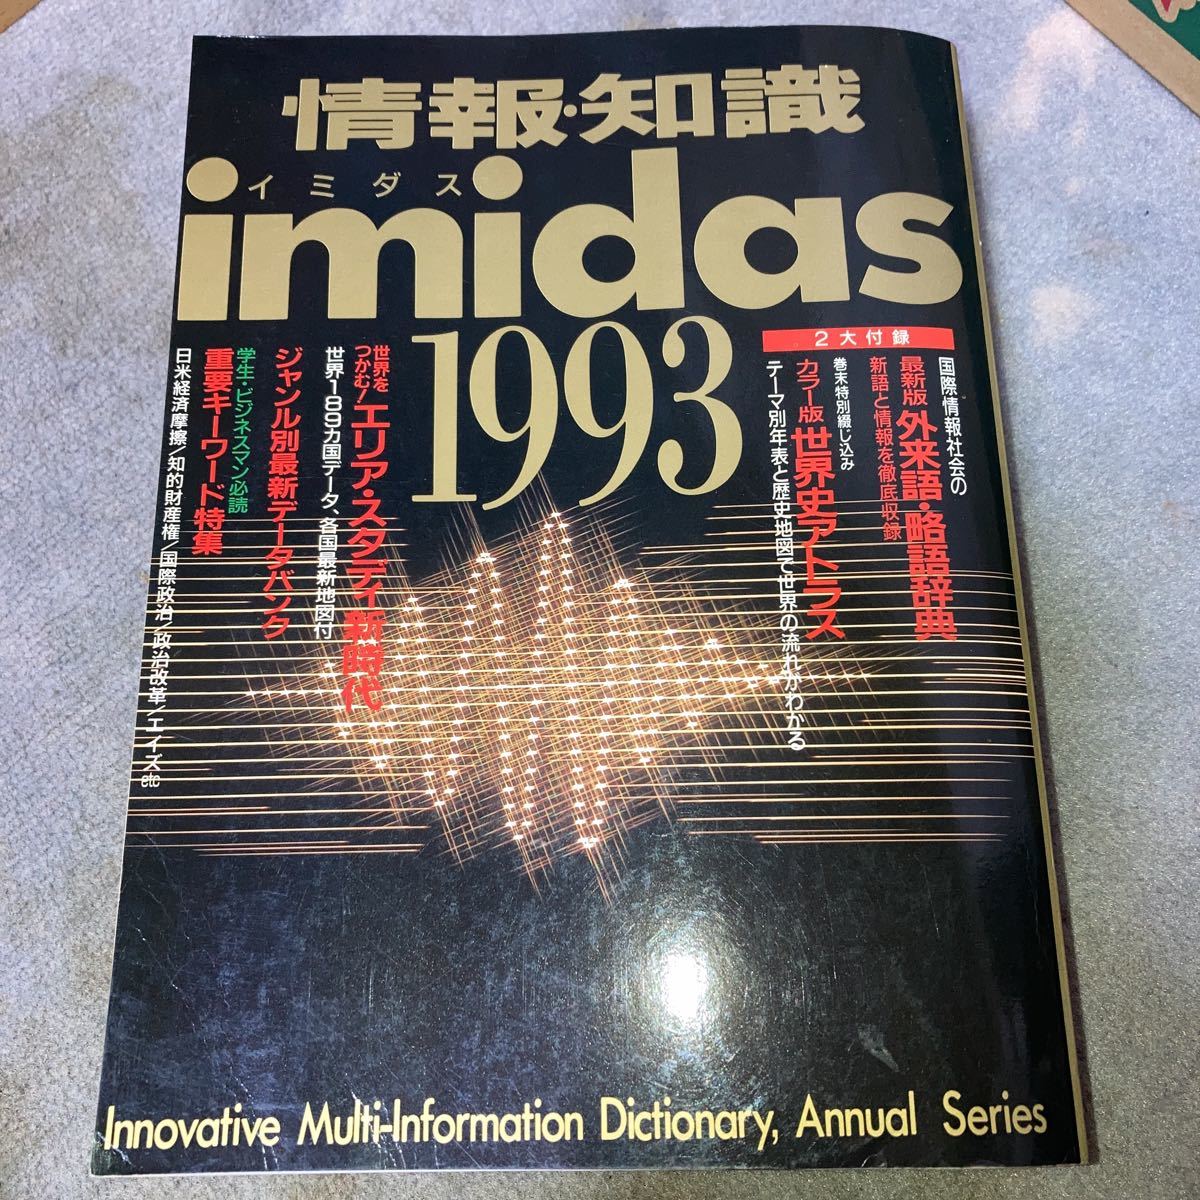 情報・知識
イミダス
imidas
1993
2大付録
国際情報社会の
最新版 外来語・略語辞典
新語と情報を徹底収録
巻末特別綴じ込み
カラー版 世界史アトラス
テーマ別年表と歴史地図で世界の流れがわかる
世界を
つかむ!
エリア・スタディ新時代
世界189カ国データ、各国最新地図付
ジャンル別最新データバンク
学生・ビジネスマン必読
重要キーワード特集
日米経済摩擦/知的財産権/国際政治/政治改革/エイズetc
Innovative Multi-Information Dictionary, Annual Series